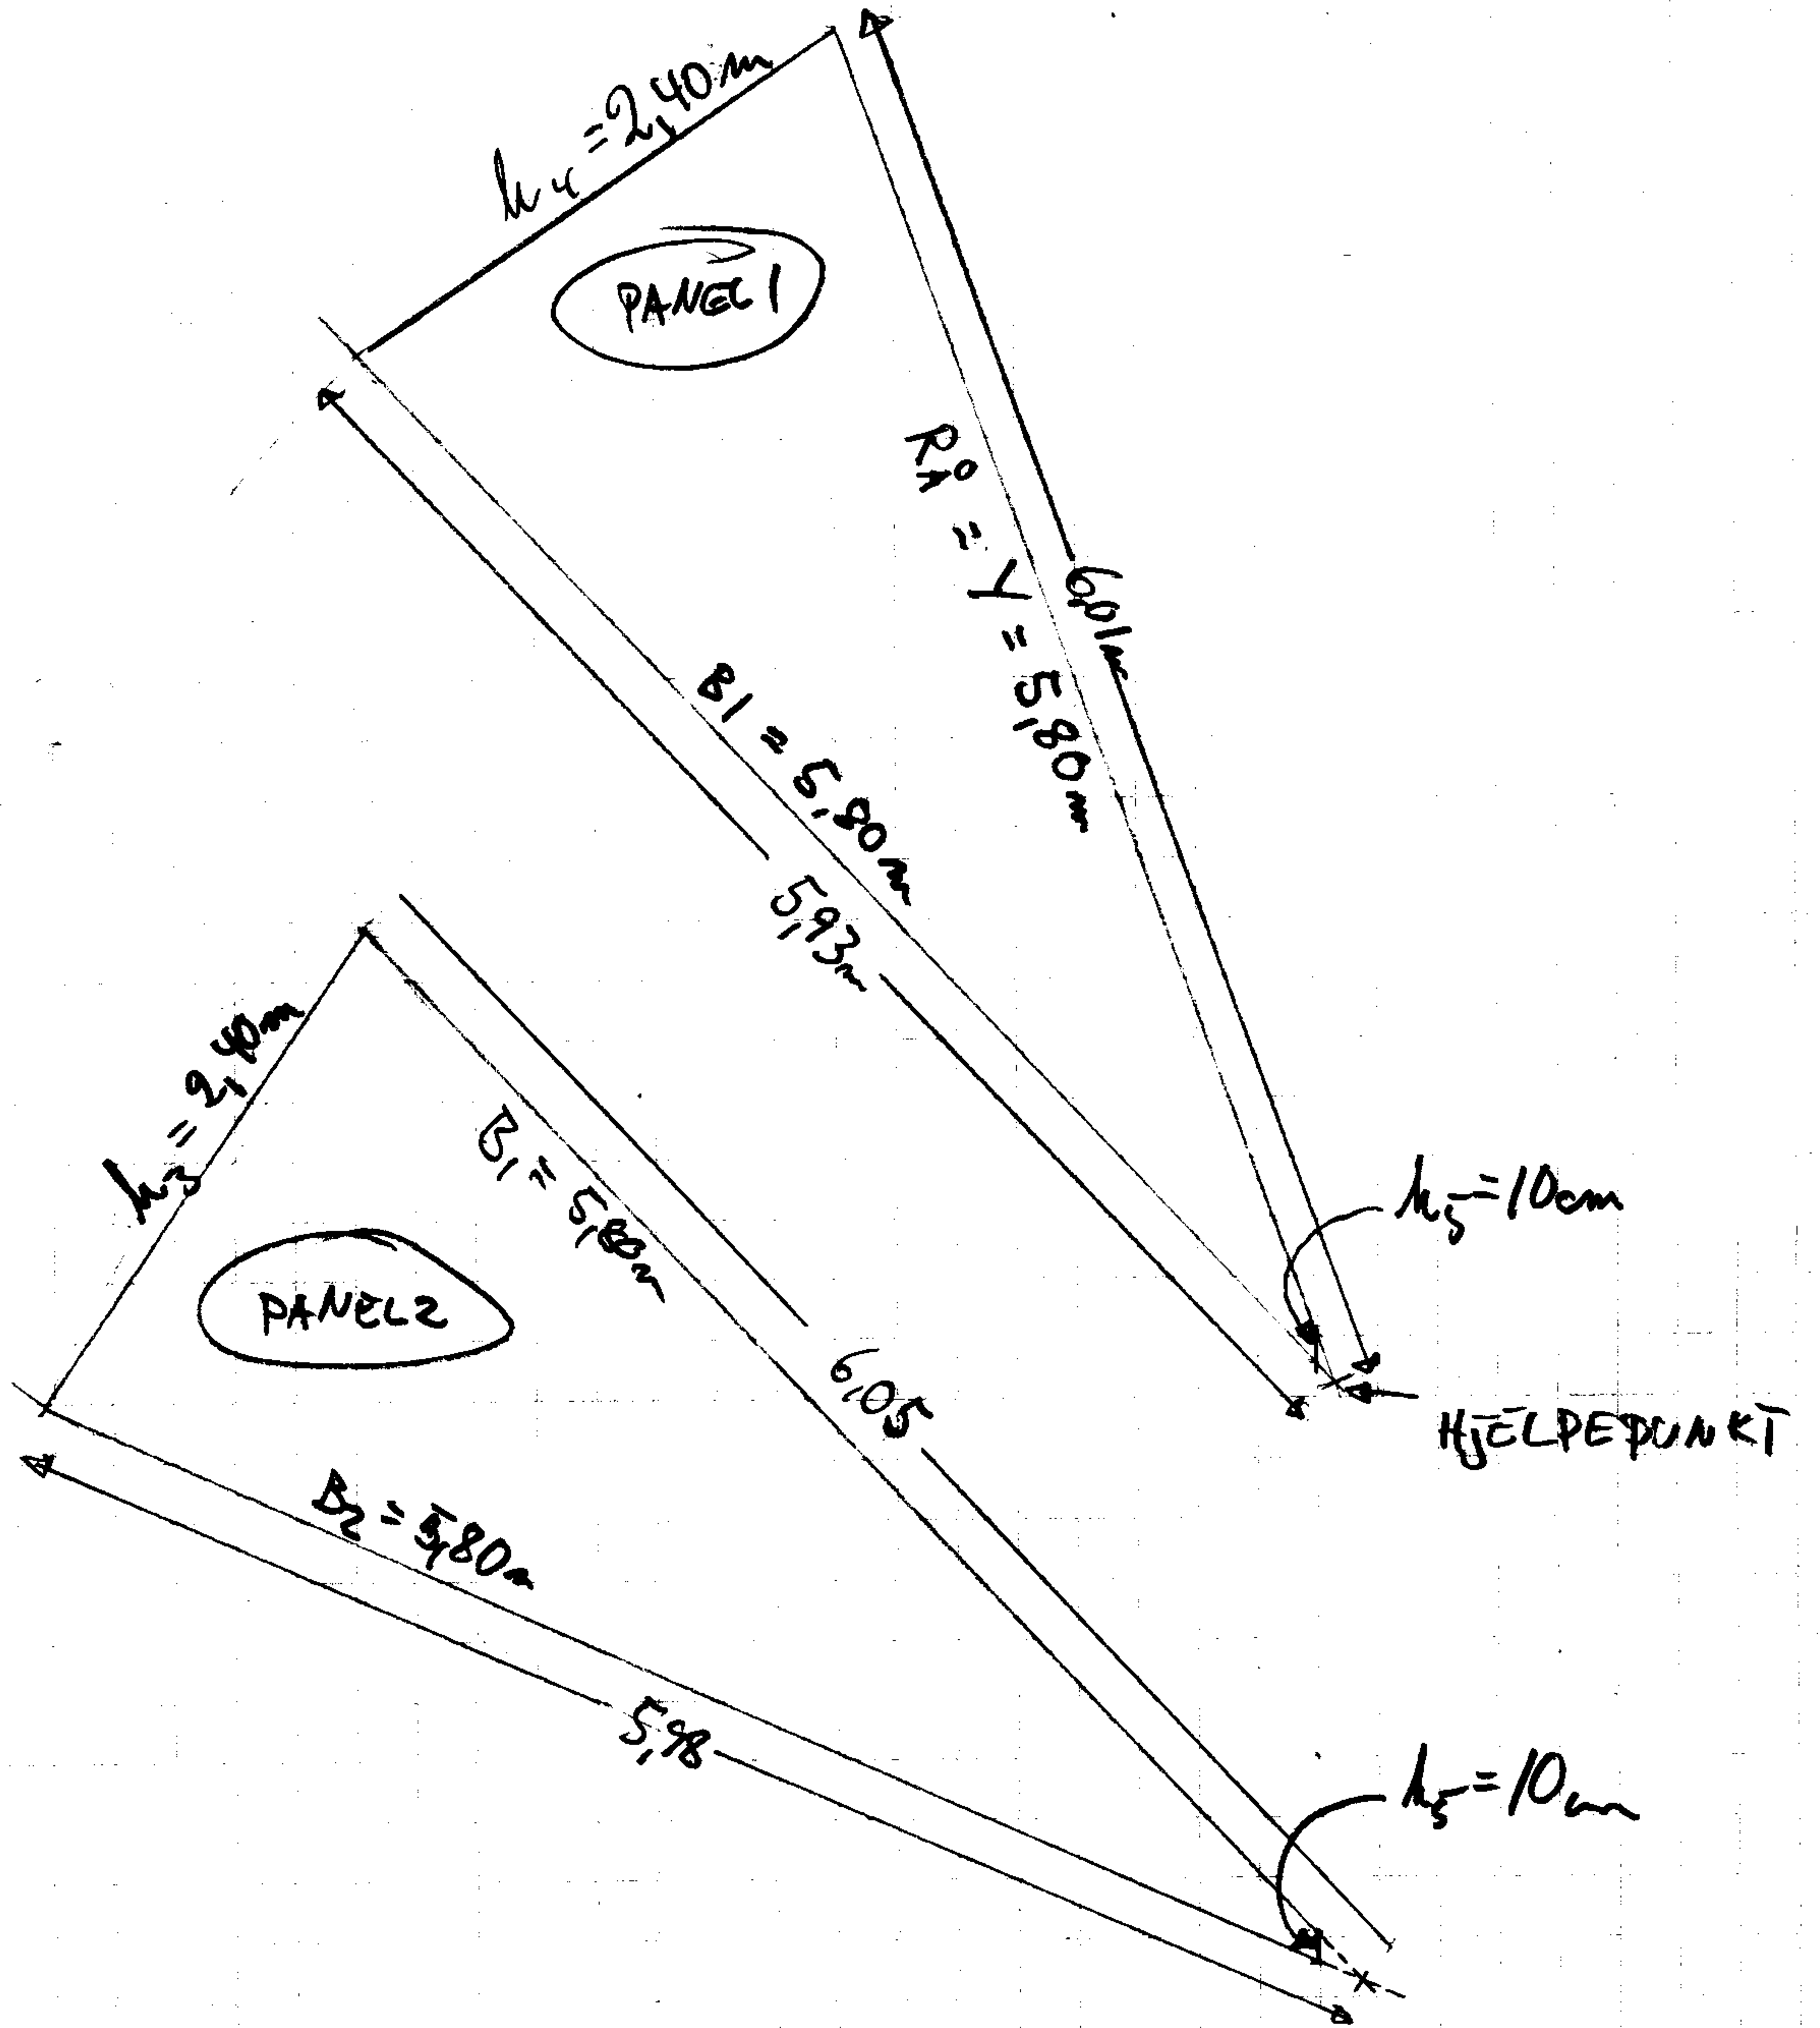 h4 = 2,40m
PANEL 1
RÅ = Y = 5,80m
6,01m
B1 = 5,80m
5,93m
h5 = 10cm
HJELPEPUNKT
h3 = 2,40m
B1 = 5,80m
PANEL 2
6,05
B2 = 5,80m
5,98
h5 = 10cm